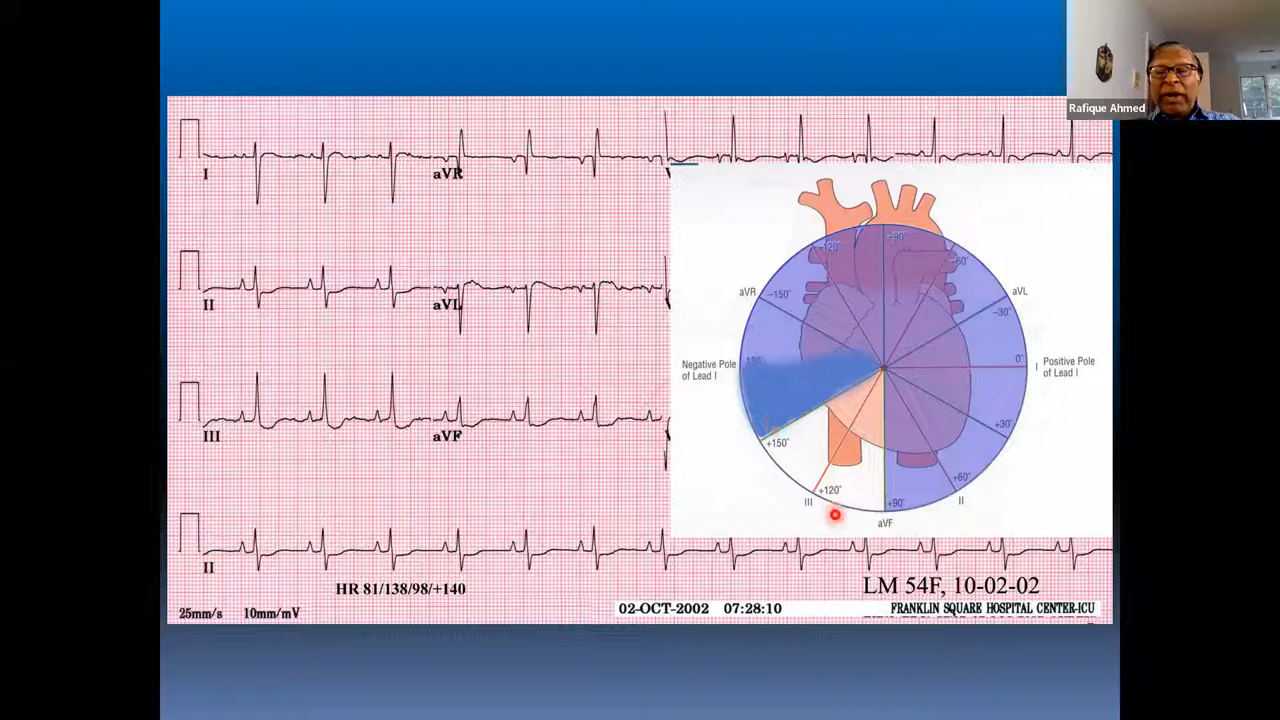 Rafique Ahmed
I
aVR
II
aVL
III
aVF
II
-120°
-90°
-60°
aVR
-150°
aVL
-30°
Negative Pole
of Lead I
180°
0°
I
Positive Pole
of Lead I
+150°
+30°
+120°
+60°
III
+90°
II
aVF
HR 81/138/98/+140
LM 54F, 10-02-02
25mm/s
10mm/mV
02-OCT-2002 07:28:10
FRANKLIN SQUARE HOSPITAL CENTER-ICU